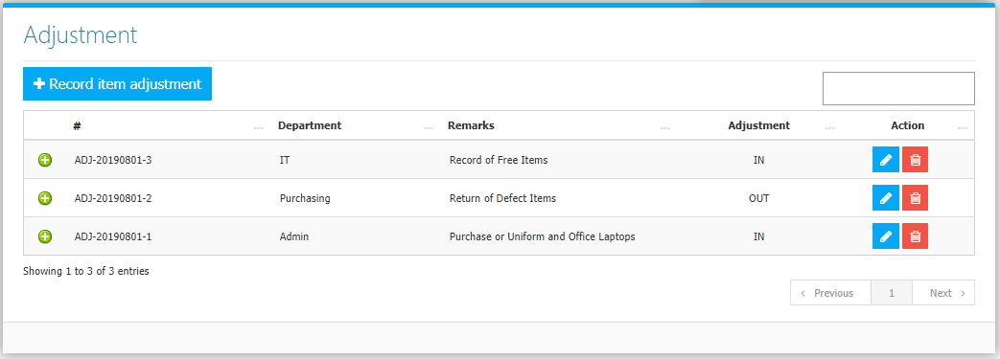 Adjustment
+ Record item adjustment
# ... Department ... Remarks ... Adjustment ... Action ...
ADJ-20190801-3 IT Record of Free Items IN
ADJ-20190801-2 Purchasing Return of Defect Items OUT
ADJ-20190801-1 Admin Purchase or Uniform and Office Laptops IN
Showing 1 to 3 of 3 entries
‹ Previous 1 Next ›